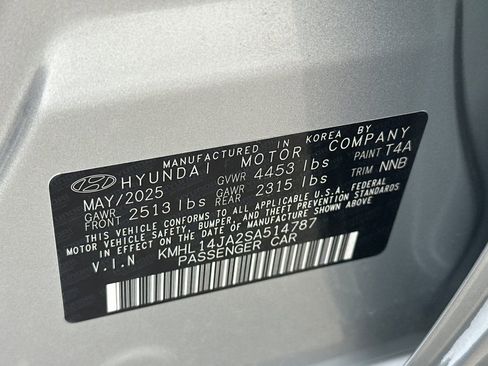 MANUFACTURED IN KOREA BY
HYUNDAI MOTOR COMPANY
MAY/2025 GVWR 4453 lbs PAINT T4A
GAWR FRONT 2513 lbs GAWR REAR 2315 lbs TRIM NNB
THIS VEHICLE CONFORMS TO ALL APPLICABLE U.S.A. FEDERAL
MOTOR VEHICLE SAFETY, BUMPER, AND THEFT PREVENTION STANDARDS
IN EFFECT ON THE DATE OF MANUFACTURE SHOWN ABOVE.
V.I.N KMHL14JA2SA514787
PASSENGER CAR